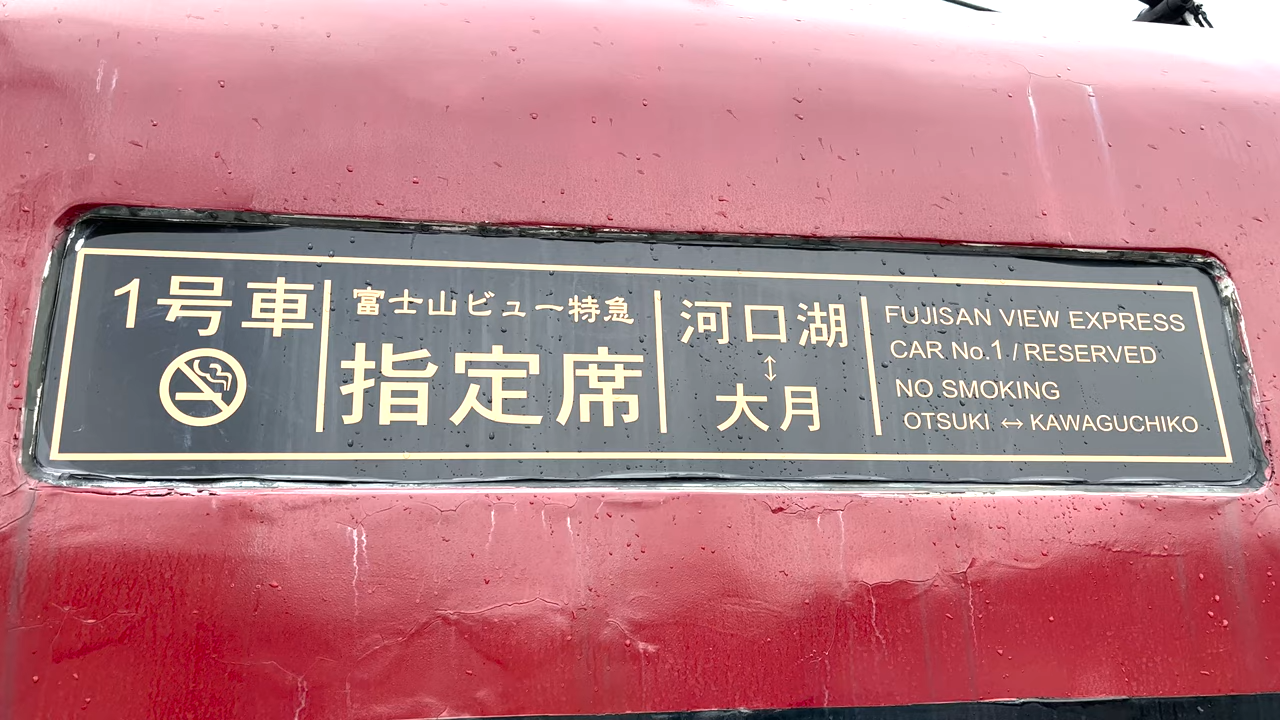 1号車
富士山ビュー特急
指定席
河口湖
↕
大月
FUJISAN VIEW EXPRESS
CAR No.1 / RESERVED
NO SMOKING
OTSUKI ↔ KAWAGUCHIKO